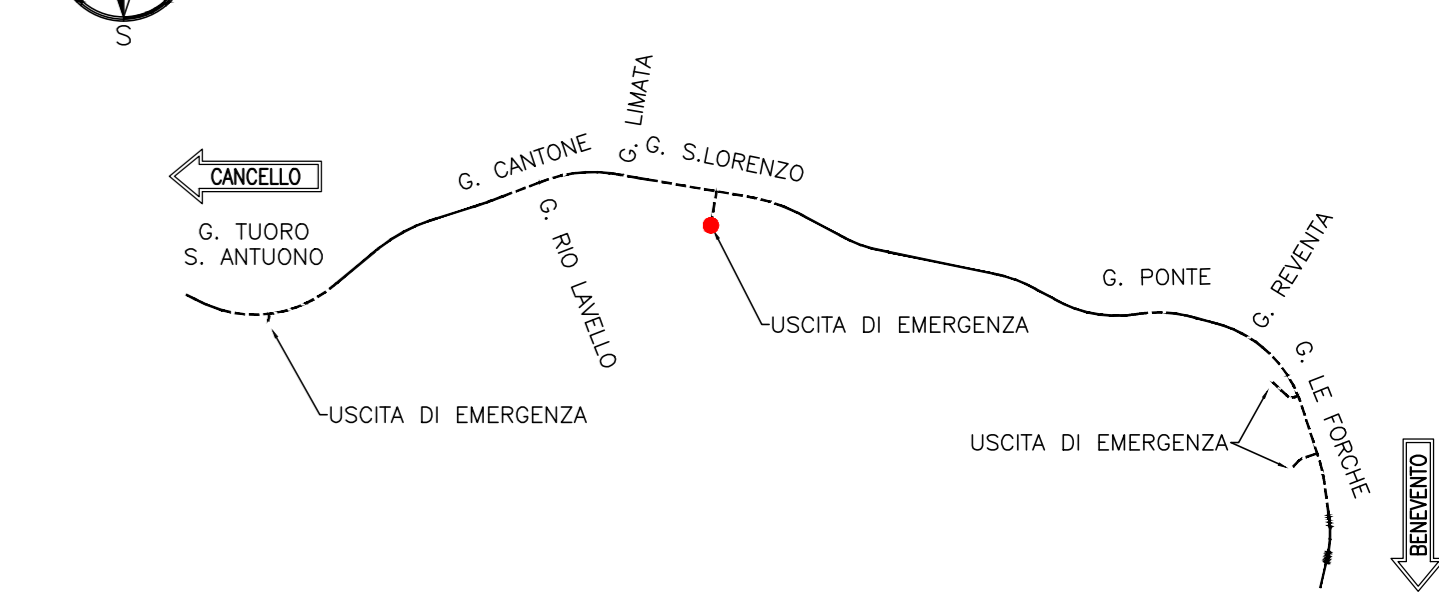 S
G. LIMATA
G. CANTONE
G. S.LORENZO
CANCELLO
G. TUORO
S. ANTUONO
G. RIO LAVELLO
G. REVENTA
G. PONTE
USCITA DI EMERGENZA
G. LE FORCHE
USCITA DI EMERGENZA
USCITA DI EMERGENZA
BENEVENTO